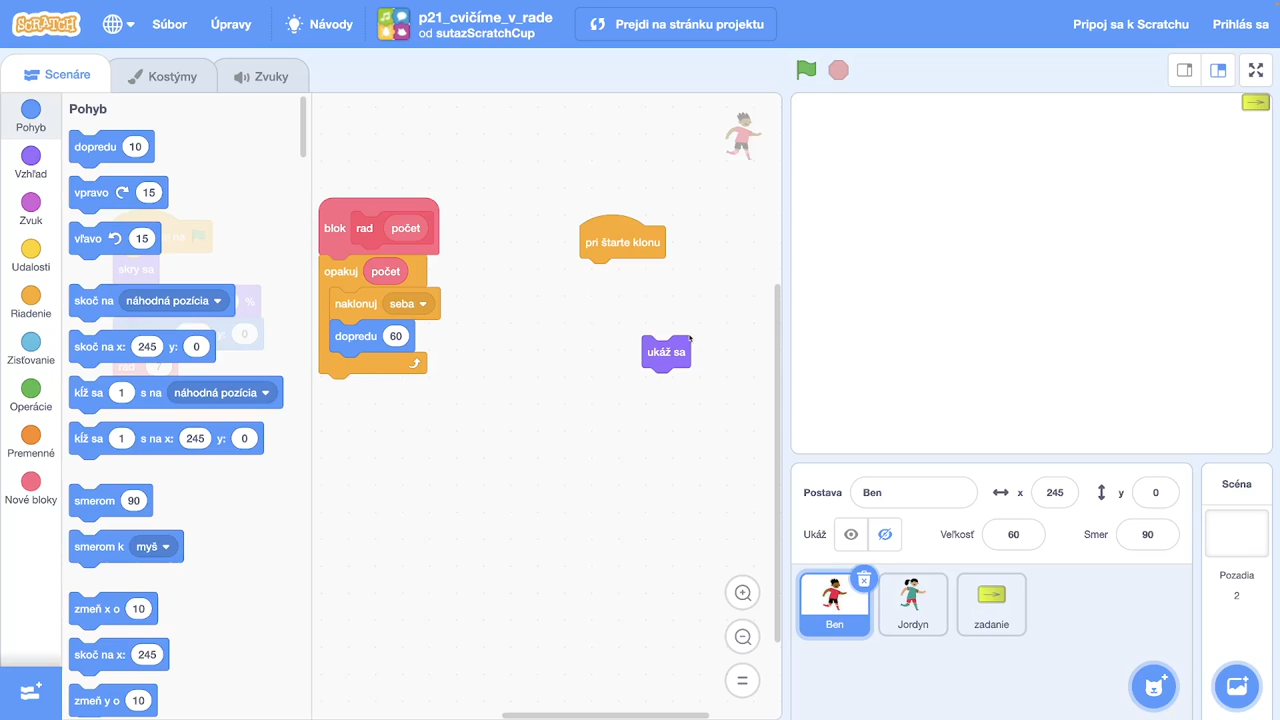 SCRATCH
Súbor
Úpravy
Návody
p21_cvičíme_v_rade
od sutazScratchCup
Prejdi na stránku projektu
Pripoj sa k Scratchu
Prihlás sa
Scenáre
Kostýmy
Zvuky
Pohyb
Vzhľad
Zvuk
Udalosti
Riadenie
Zisťovanie
Operácie
Premenné
Nové bloky
Pohyb
dopredu 10
vpravo 15
vľavo 15
skry sa
skoč na náhodná pozícia
%
skoč na x: 245 y: 0
0
rad 7
kĺž sa 1 s na náhodná pozícia
kĺž sa 1 s na x: 245 y: 0
smerom 90
smerom k myš
zmeň x o 10
skoč na x: 245
zmeň y o 10
blok rad počet
opakuj počet
naklonuj seba
dopredu 60
pri štarte klonu
ukáž sa
Postava Ben x 245 y 0
Ukáž Veľkosť 60 Smer 90
Ben
Jordyn
zadanie
Scéna
Pozadia
2